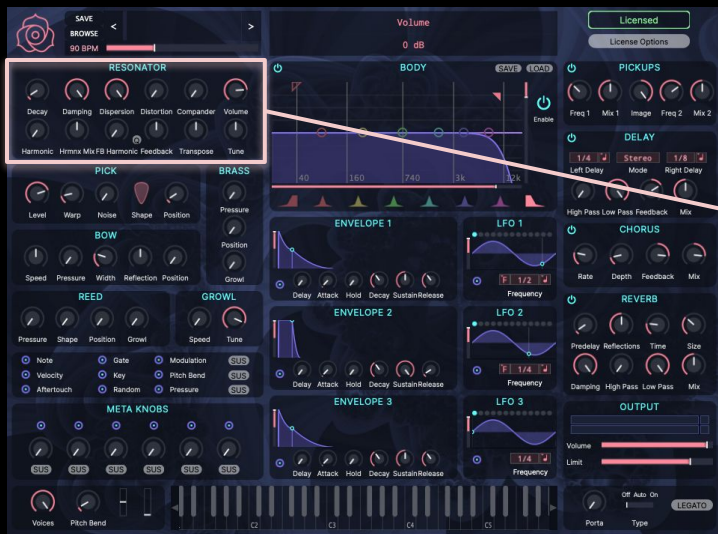 SAVE
< >
BROWSE
90 BPM
Volume
0 dB
Licensed
License Options
RESONATOR
Decay Damping Dispersion Distortion Compander Volume
Harmonic Hrmnx Mix FB Harmonic Feedback Transpose Tune
BODY
SAVE LOAD
Enable
40 160 740 3k 12k
PICKUPS
Freq 1 Mix 1 Image Freq 2 Mix 2
DELAY
1/4 Stereo 1/8
Left Delay Mode Right Delay
High Pass Low Pass Feedback Mix
PICK
Level Warp Noise Shape Position
BRASS
Pressure
Position
Growl
BOW
Speed Pressure Width Reflection Position
ENVELOPE 1
Delay Attack Hold Decay Sustain Release
LFO 1
F 1/2
Frequency
CHORUS
Rate Depth Feedback Mix
REED
Pressure Shape Position Growl
GROWL
Speed Tune
ENVELOPE 2
Delay Attack Hold Decay Sustain Release
LFO 2
F 1/4
Frequency
REVERB
Predelay Reflections Time Size
Damping High Pass Low Pass Mix
Note Gate Modulation SUS
Velocity Key Pitch Bend SUS
Aftertouch Random Pressure SUS
META KNOBS
SUS SUS SUS SUS SUS SUS
ENVELOPE 3
Delay Attack Hold Decay Sustain Release
LFO 3
1/4
Frequency
OUTPUT
Volume
Limit
Voices Pitch Bend
C2 C3 C4 C5
Off Auto On
LEGATO
Porta Type